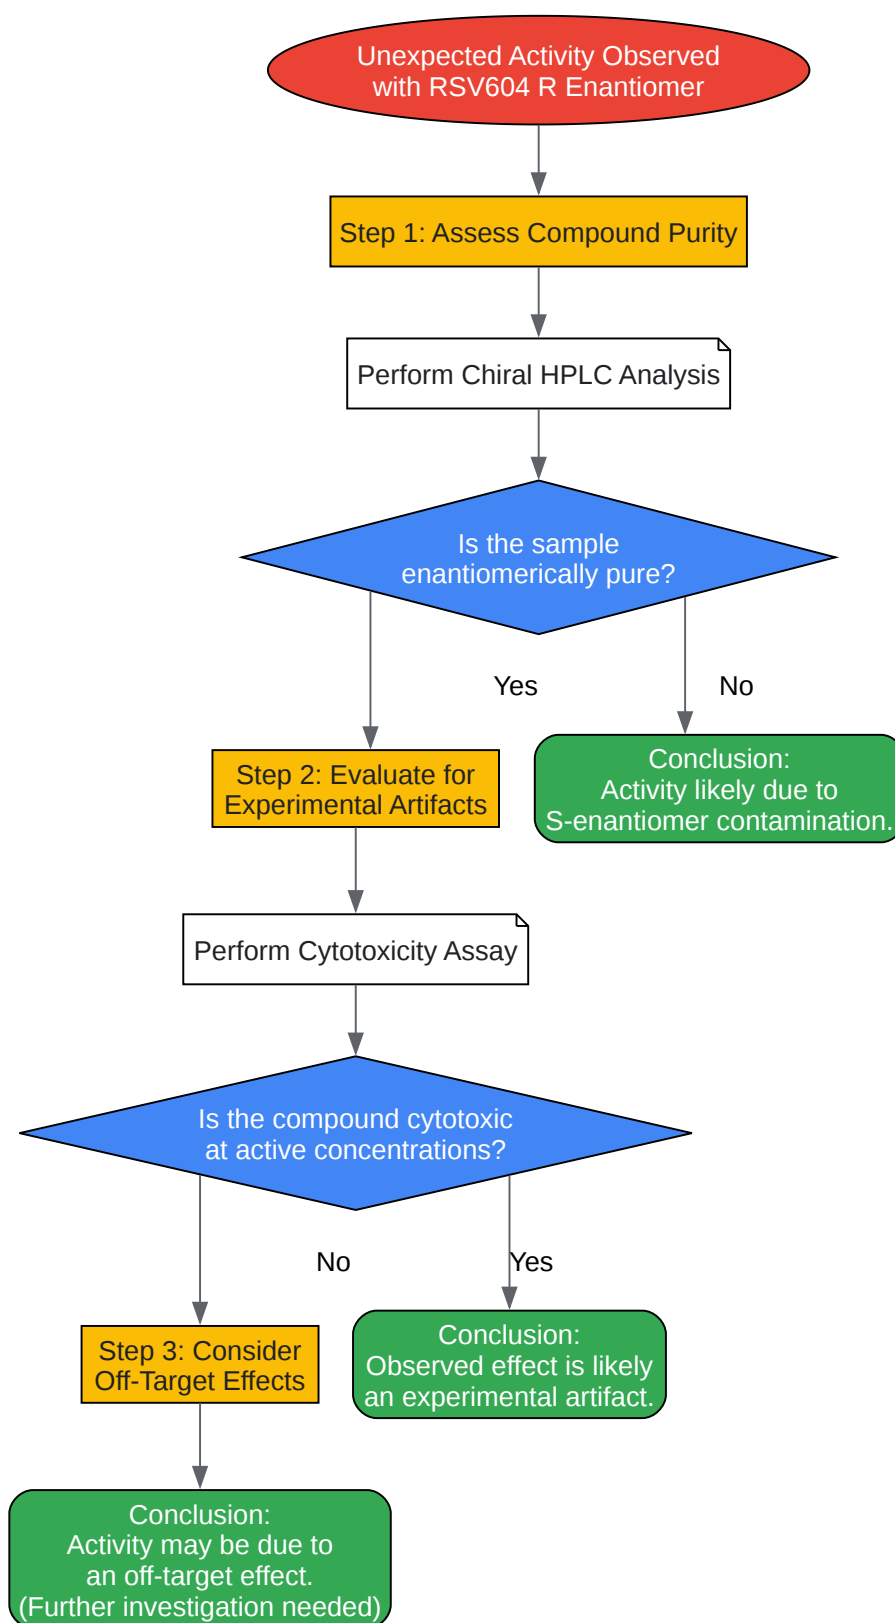 Unexpected Activity Observed
with RSV604 R Enantiomer
Step 1: Assess Compound Purity
Perform Chiral HPLC Analysis
Is the sample
enantiomerically pure?
Yes
No
Step 2: Evaluate for
Experimental Artifacts
Conclusion:
Activity likely due to
S-enantiomer contamination.
Perform Cytotoxicity Assay
Is the compound cytotoxic
at active concentrations?
No
Yes
Step 3: Consider
Off-Target Effects
Conclusion:
Observed effect is likely
an experimental artifact.
Conclusion:
Activity may be due to
an off-target effect.
(Further investigation needed)